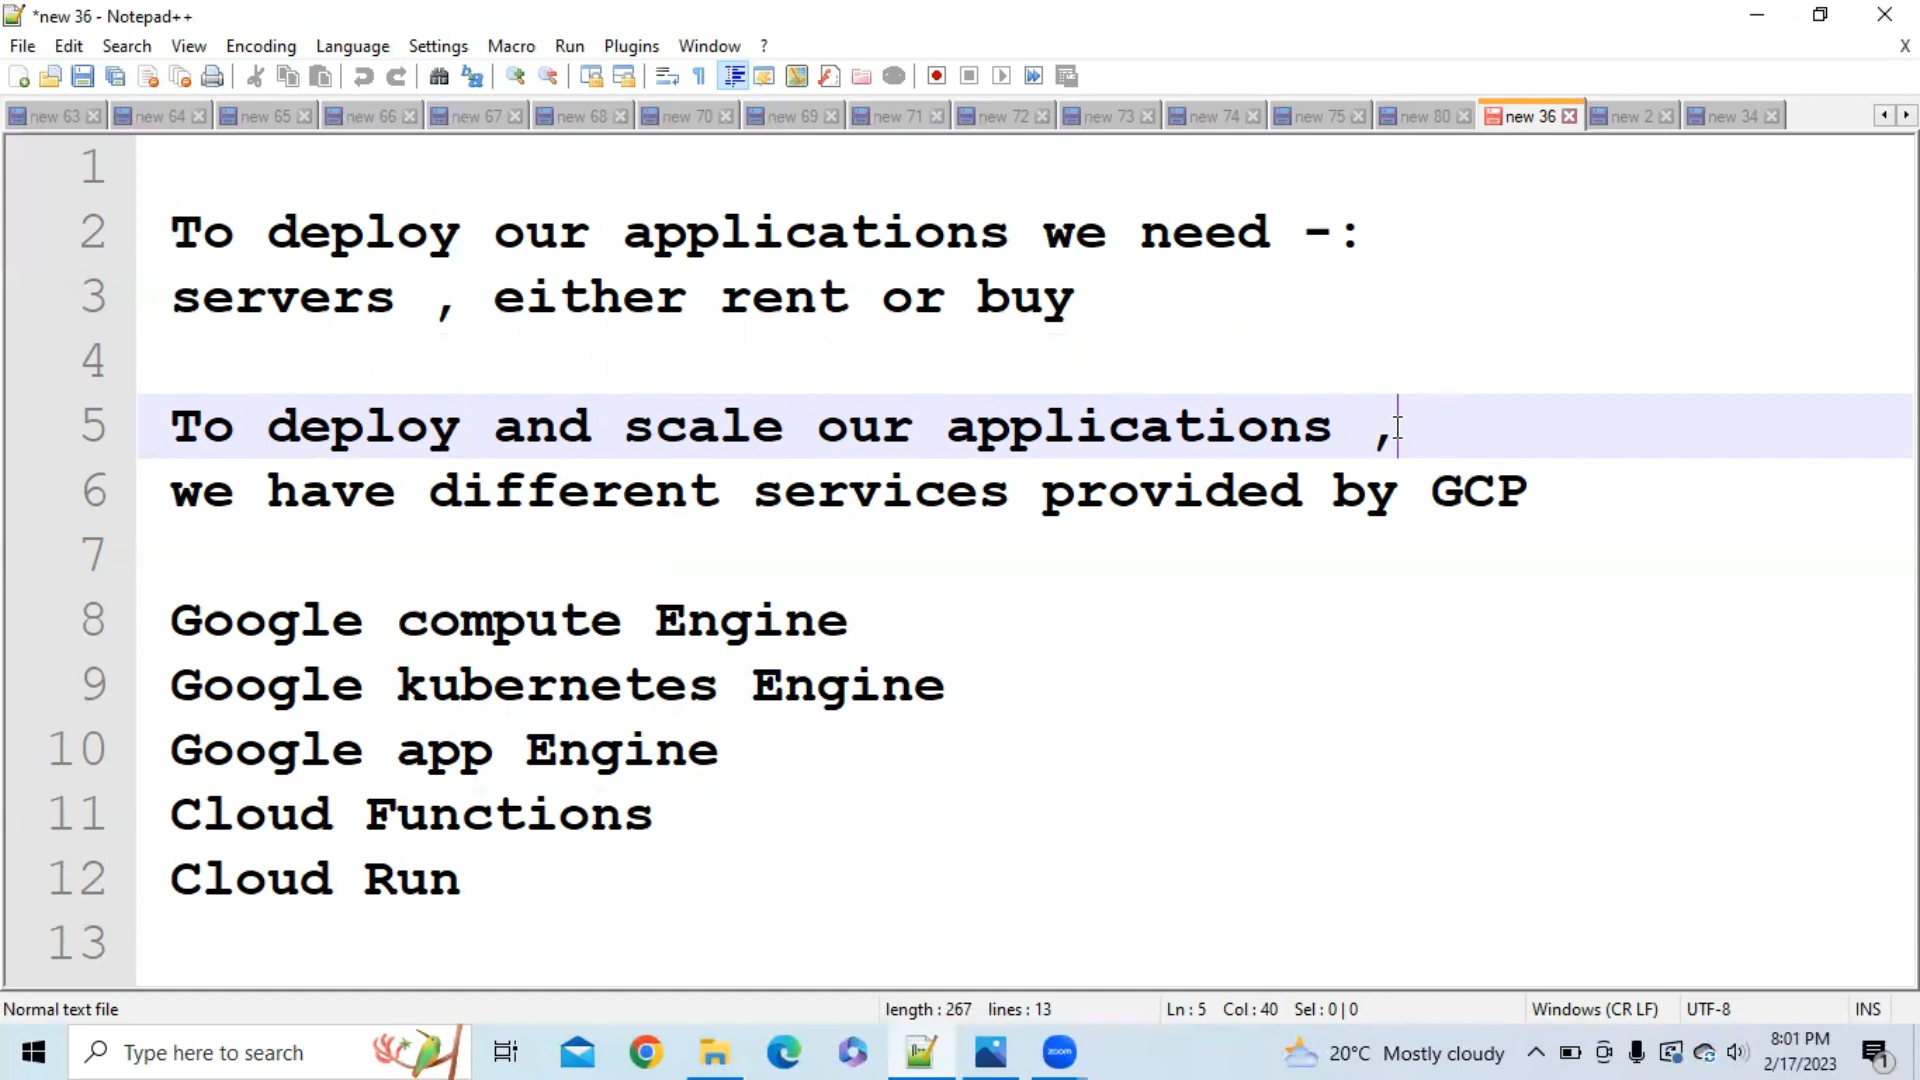 *new 36 - Notepad++
File Edit Search View Encoding Language Settings Macro Run Plugins Window ? X
new 63 new 64 new 65 new 66 new 67 new 68 new 70 new 69 new 71 new 72 new 73 new 74 new 75 new 80 new 36 new 2 new 34
1
2 To deploy our applications we need -:
3 servers , either rent or buy
4
5 To deploy and scale our applications ,
6 we have different services provided by GCP
7
8 Google compute Engine
9 Google kubernetes Engine
10 Google app Engine
11 Cloud Functions
12 Cloud Run
13
Normal text file length : 267 lines : 13 Ln : 5 Col : 40 Sel : 0 | 0 Windows (CR LF) UTF-8 INS
Type here to search zoom 20°C Mostly cloudy 8:01 PM
2/17/2023 1